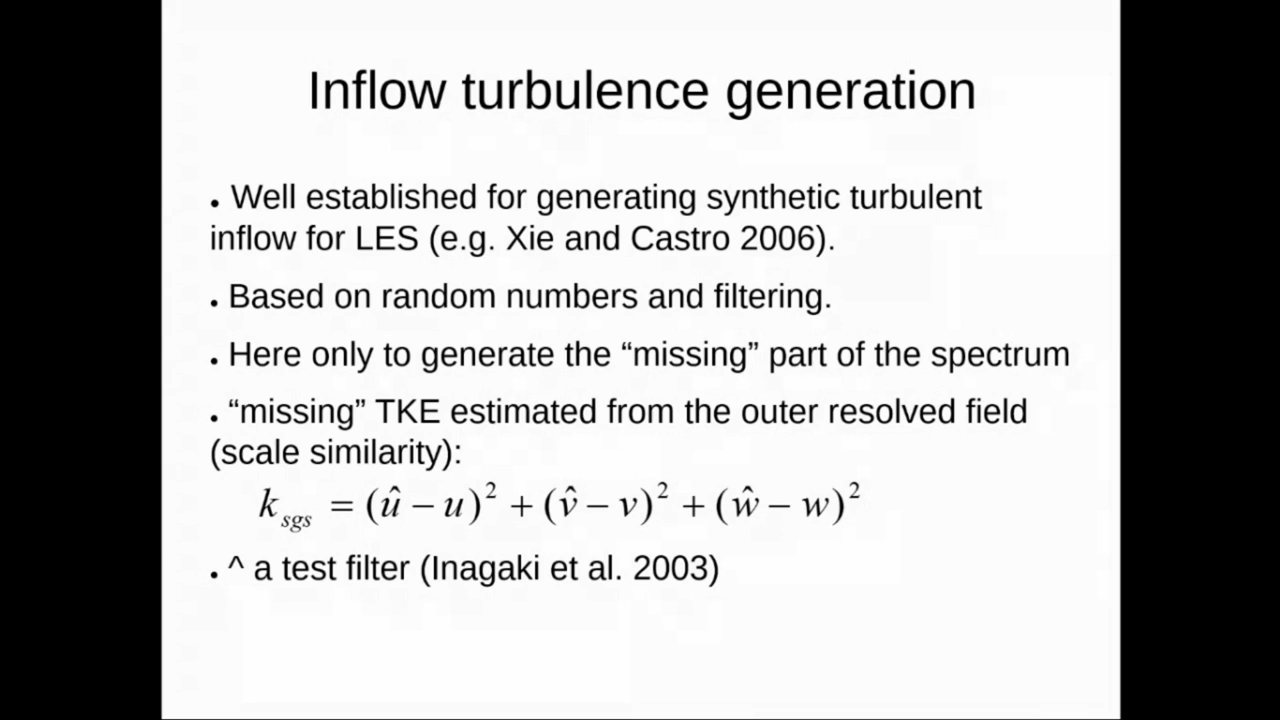 Inflow turbulence generation
• Well established for generating synthetic turbulent
inflow for LES (e.g. Xie and Castro 2006).
• Based on random numbers and filtering.
• Here only to generate the “missing” part of the spectrum
• “missing” TKE estimated from the outer resolved field
(scale similarity):
k_sgs = (û − u)² + (v̂ − v)² + (ŵ − w)²
• ^ a test filter (Inagaki et al. 2003)